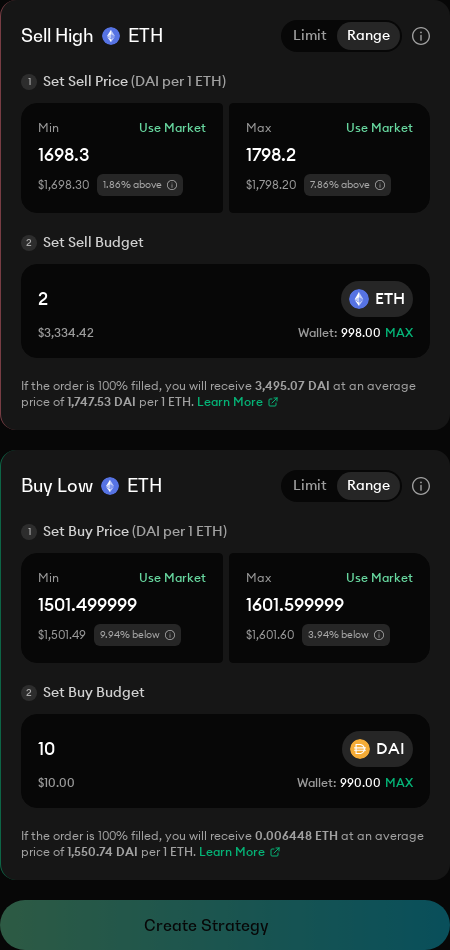 Sell High ETH Limit Range
1 Set Sell Price (DAI per 1 ETH)
Min Use Market Max Use Market
1698.3 1798.2
$1,698.30 1.86% above $1,798.20 7.86% above
2 Set Sell Budget
2 ETH
$3,334.42 Wallet: 998.00 MAX
If the order is 100% filled, you will receive 3,495.07 DAI at an average
price of 1,747.53 DAI per 1 ETH. Learn More
Buy Low ETH Limit Range
1 Set Buy Price (DAI per 1 ETH)
Min Use Market Max Use Market
1501.499999 1601.599999
$1,501.49 9.94% below $1,601.60 3.94% below
2 Set Buy Budget
10 DAI
$10.00 Wallet: 990.00 MAX
If the order is 100% filled, you will receive 0.006448 ETH at an average
price of 1,550.74 DAI per 1 ETH. Learn More
Create Strategy